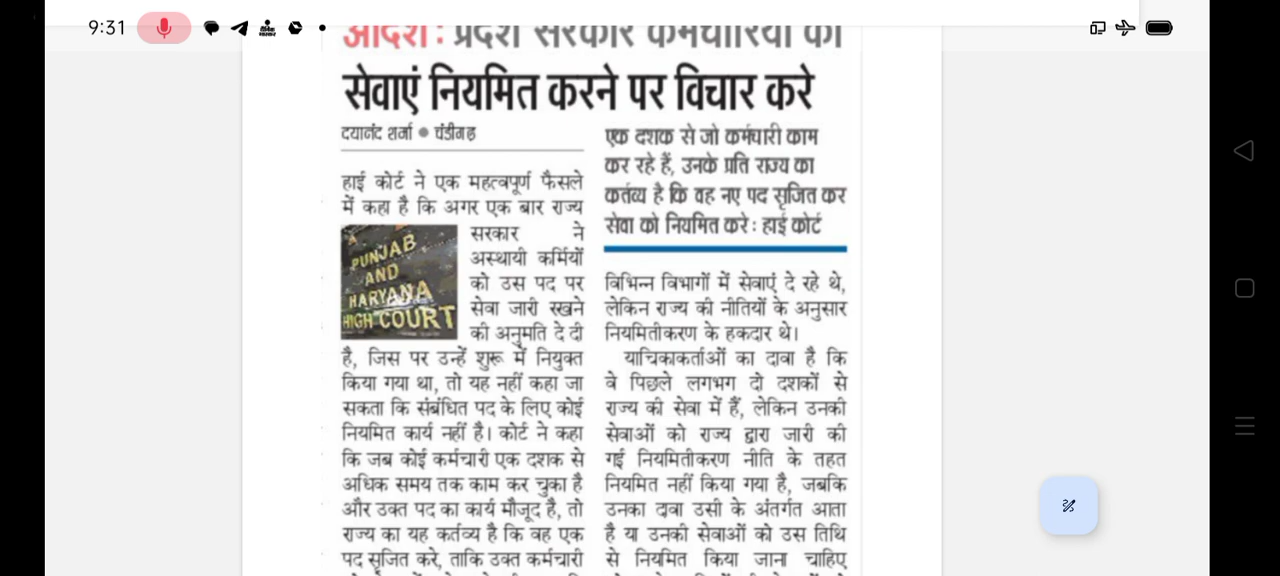 9:31
आदेश : प्रदेश सरकार कर्मचारियों की
सेवाएं नियमित करने पर विचार करे
दयानंद शर्मा ● चंडीगढ़
हाई कोर्ट ने एक महत्वपूर्ण फैसले
में कहा है कि अगर एक बार राज्य
सरकार ने
अस्थायी कर्मियों
को उस पद पर
सेवा जारी रखने
की अनुमति दे दी
है, जिस पर उन्हें शुरू में नियुक्त
किया गया था, तो यह नहीं कहा जा
सकता कि संबंधित पद के लिए कोई
नियमित कार्य नहीं है। कोर्ट ने कहा
कि जब कोई कर्मचारी एक दशक से
अधिक समय तक काम कर चुका है
और उक्त पद का कार्य मौजूद है, तो
राज्य का यह कर्तव्य है कि वह एक
पद सृजित करे, ताकि उक्त कर्मचारी
PUNJAB
AND
HARYANA
HIGH COURT
एक दशक से जो कर्मचारी काम
कर रहे हैं, उनके प्रति राज्य का
कर्तव्य है कि वह नए पद सृजित कर
सेवा को नियमित करे : हाई कोर्ट
विभिन्न विभागों में सेवाएं दे रहे थे,
लेकिन राज्य की नीतियों के अनुसार
नियमितीकरण के हकदार थे।
याचिकाकर्ताओं का दावा है कि
वे पिछले लगभग दो दशकों से
राज्य की सेवा में हैं, लेकिन उनकी
सेवाओं को राज्य द्वारा जारी की
गई नियमितीकरण नीति के तहत
नियमित नहीं किया गया है, जबकि
उनका दावा उसी के अंतर्गत आता
है या उनकी सेवाओं को उस तिथि
से नियमित किया जाना चाहिए